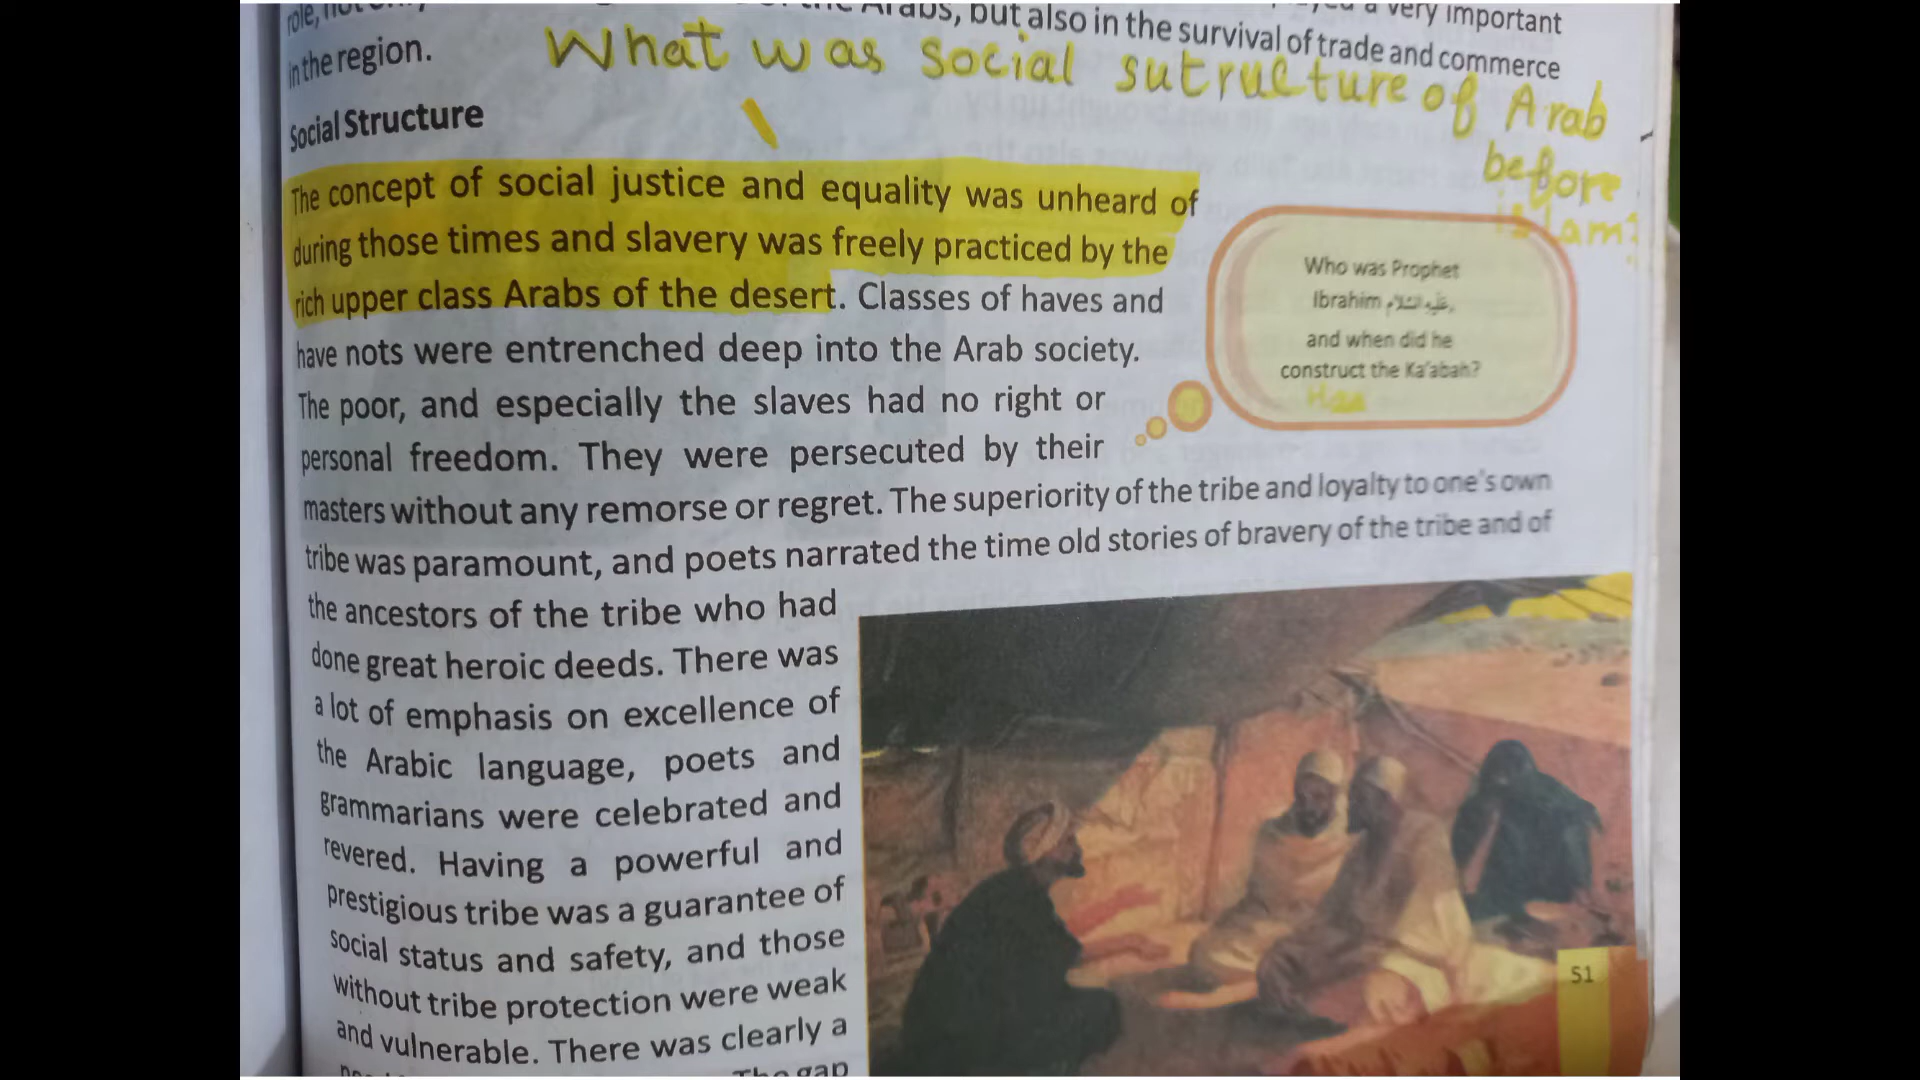 role, not
the Arabs, but also in the survival of trade and commerce
a very important
in the region.
What was social sutructure of Arab
before
islam?
Social Structure
The concept of social justice and equality was unheard of
during those times and slavery was freely practiced by the
rich upper class Arabs of the desert. Classes of haves and
have nots were entrenched deep into the Arab society.
The poor, and especially the slaves had no right or
personal freedom. They were persecuted by their
masters without any remorse or regret. The superiority of the tribe and loyalty to one's own
tribe was paramount, and poets narrated the time old stories of bravery of the tribe and of
the ancestors of the tribe who had
done great heroic deeds. There was
a lot of emphasis on excellence of
the Arabic language, poets and
grammarians were celebrated and
revered. Having a powerful and
prestigious tribe was a guarantee of
social status and safety, and those
without tribe protection were weak
and vulnerable. There was clearly a
The gap
Who was Prophet
Ibrahim عليه السلام,
and when did he
construct the Ka'abah?
51